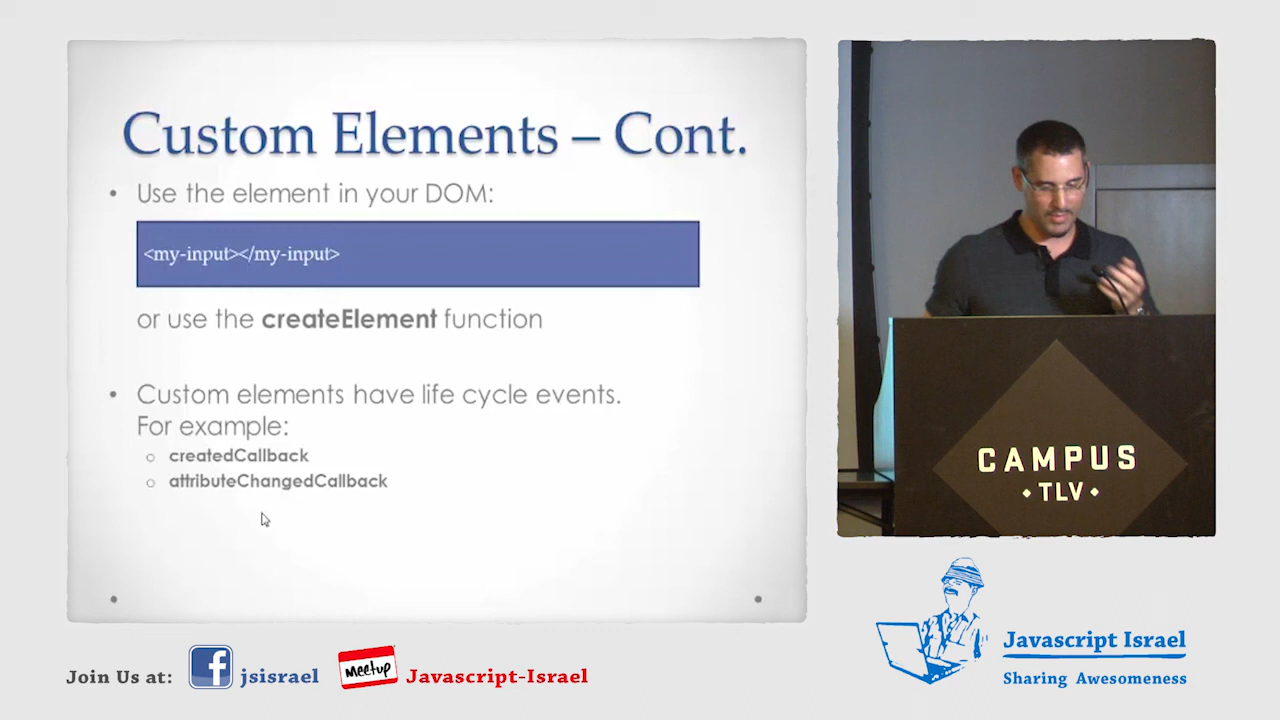 Custom Elements – Cont.
• Use the element in your DOM:
<my-input></my-input>
or use the createElement function
• Custom elements have life cycle events.
For example:
○ createdCallback
○ attributeChangedCallback
CAMPUS
• TLV •
Join Us at:
f
jsisrael
Meetup
Javascript-Israel
Javascript Israel
Sharing Awesomeness